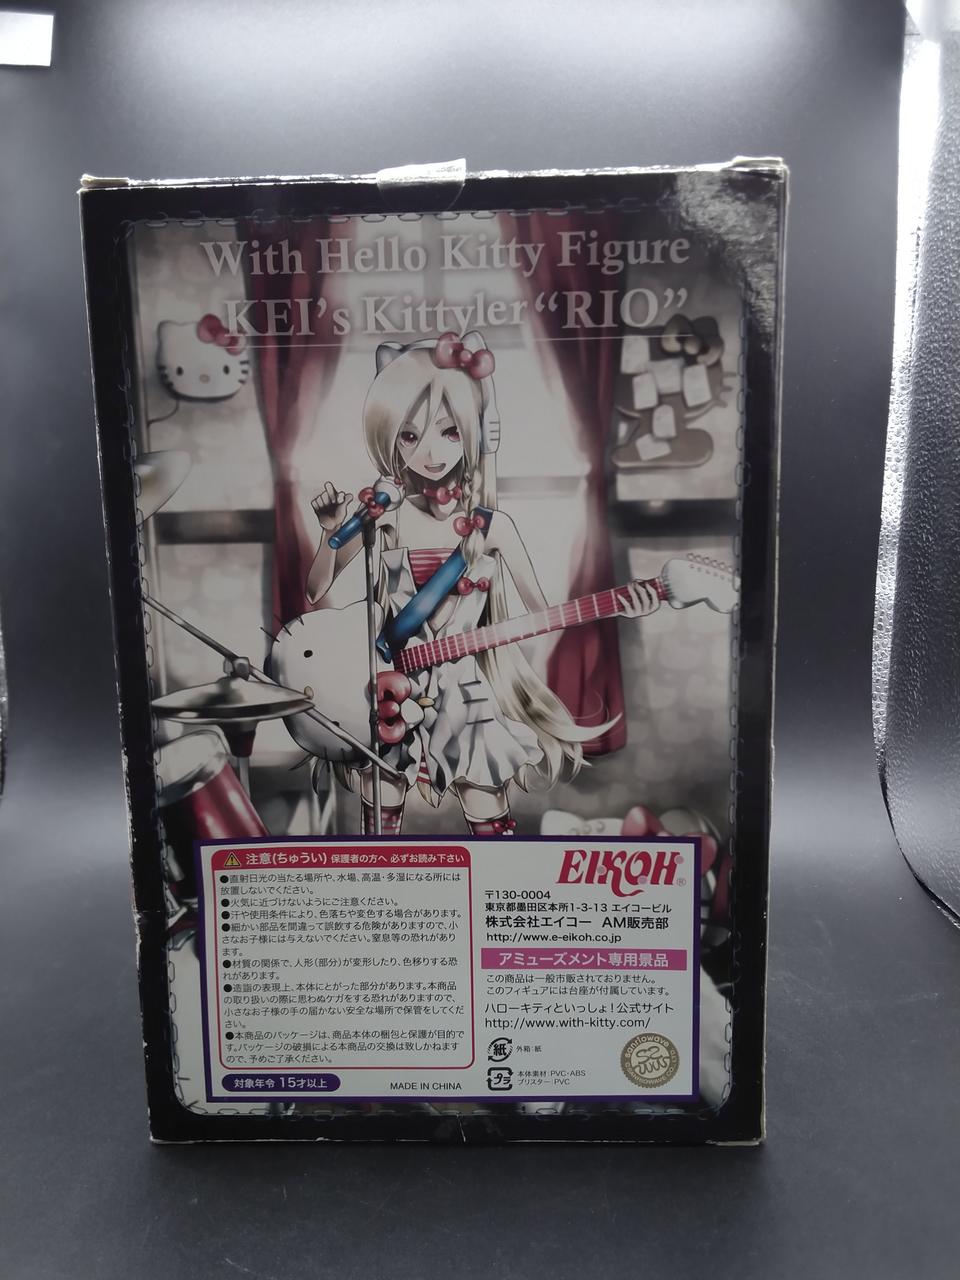 With Hello Kitty Figure
KEI's Kittyler "RIO"
注意(ちゅうい) 保護者の方へ 必ずお読み下さい
●直射日光の当たる場所や、水場、高温・多湿になる所には
放置しないでください。
●火気に近づけないようにご注意ください。
●汗や使用条件により、色落ちや変色する場合があります。
●細かい部品を間違って誤飲する危険がありますので、小
さなお子様には与えないでください。窒息等の恐れがあり
ます。
●材質の関係で、人形(部分)が変形したり、色移りする恐
れがあります。
●造詣の表現上、本体にとがった部分があります。本商品
の取り扱いの際に思わぬケガをする恐れがありますので、
小さなお子様の手の届かない安全な場所で保管をしてくだ
さい。
●本商品のパッケージは、商品本体の梱包と保護が目的で
す。パッケージの破損による本商品の交換は致しかねます
ので、予めご了承ください。
対象年令 15才以上
MADE IN CHINA
EIKOH®
〒130-0004
東京都墨田区本所1-3-13 エイコービル
株式会社エイコー AM販売部
http://www.e-eikoh.co.jp
アミューズメント専用景品
この商品は一般市販されておりません。
このフィギュアには台座が付属しています。
ハローキティといっしょ!公式サイト
http://www.with-kitty.com/
紙 外箱:紙
プラ 本体素材:PVC・ABS
ブリスター:PVC
sanriowave